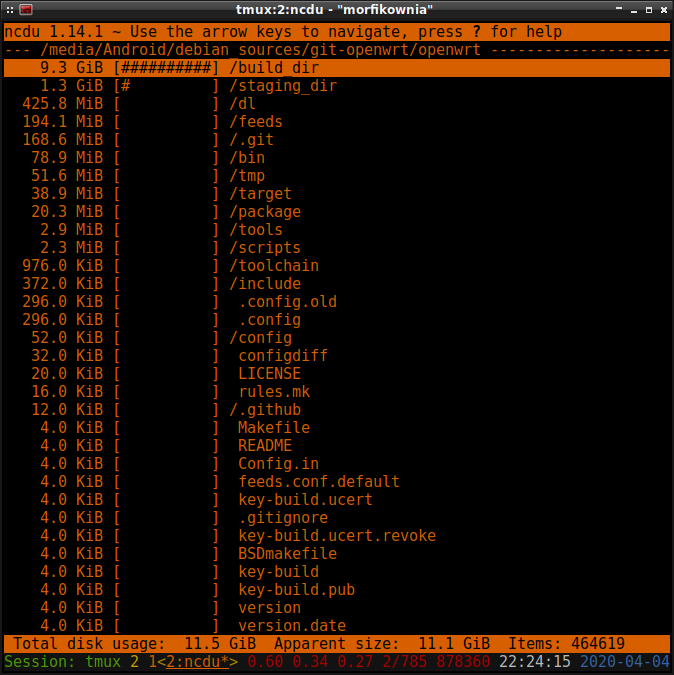 tmux:2:ncdu - "morfikownia"
ncdu 1.14.1 ~ Use the arrow keys to navigate, press ? for help
--- /media/Android/debian_sources/git-openwrt/openwrt --------------------
    9.3 GiB [##########] /build_dir
    1.3 GiB [#         ] /staging_dir
  425.8 MiB [          ] /dl
  194.1 MiB [          ] /feeds
  168.6 MiB [          ] /.git
   78.9 MiB [          ] /bin
   51.6 MiB [          ] /tmp
   38.9 MiB [          ] /target
   20.3 MiB [          ] /package
    2.9 MiB [          ] /tools
    2.3 MiB [          ] /scripts
  976.0 KiB [          ] /toolchain
  372.0 KiB [          ] /include
  296.0 KiB [          ]  .config.old
  296.0 KiB [          ]  .config
   52.0 KiB [          ] /config
   32.0 KiB [          ]  configdiff
   20.0 KiB [          ]  LICENSE
   16.0 KiB [          ]  rules.mk
   12.0 KiB [          ] /.github
    4.0 KiB [          ]  Makefile
    4.0 KiB [          ]  README
    4.0 KiB [          ]  Config.in
    4.0 KiB [          ]  feeds.conf.default
    4.0 KiB [          ]  key-build.ucert
    4.0 KiB [          ]  .gitignore
    4.0 KiB [          ]  key-build.ucert.revoke
    4.0 KiB [          ]  BSDmakefile
    4.0 KiB [          ]  key-build
    4.0 KiB [          ]  key-build.pub
    4.0 KiB [          ]  version
    4.0 KiB [          ]  version.date
 Total disk usage:  11.5 GiB  Apparent size:  11.1 GiB  Items: 464619
Session: tmux 2 1<2:ncdu*> 0.60 0.34 0.27 2/785 878360 22:24:15 2020-04-04